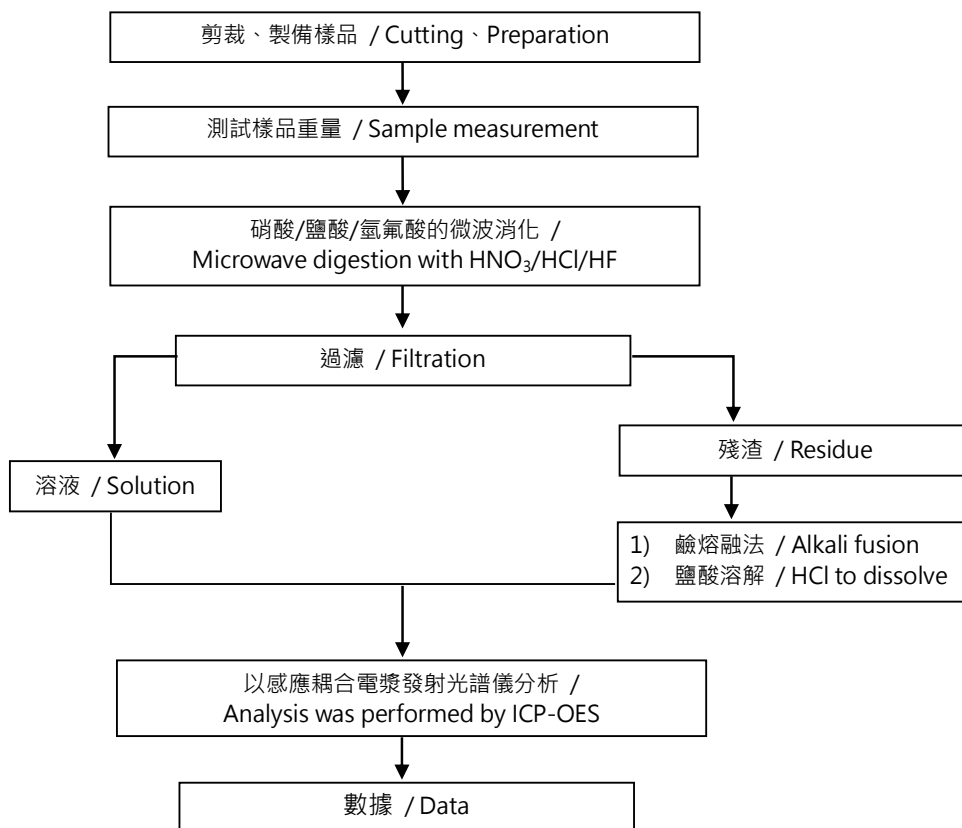 剪裁、製備樣品 / Cutting、Preparation
測試樣品重量 / Sample measurement
硝酸/鹽酸/氫氟酸的微波消化 /
Microwave digestion with HNO₃/HCl/HF
過濾 / Filtration
殘渣 / Residue
溶液 / Solution
1) 鹼熔融法 / Alkali fusion
2) 鹽酸溶解 / HCl to dissolve
以感應耦合電漿發射光譜儀分析 /
Analysis was performed by ICP-OES
數據 / Data